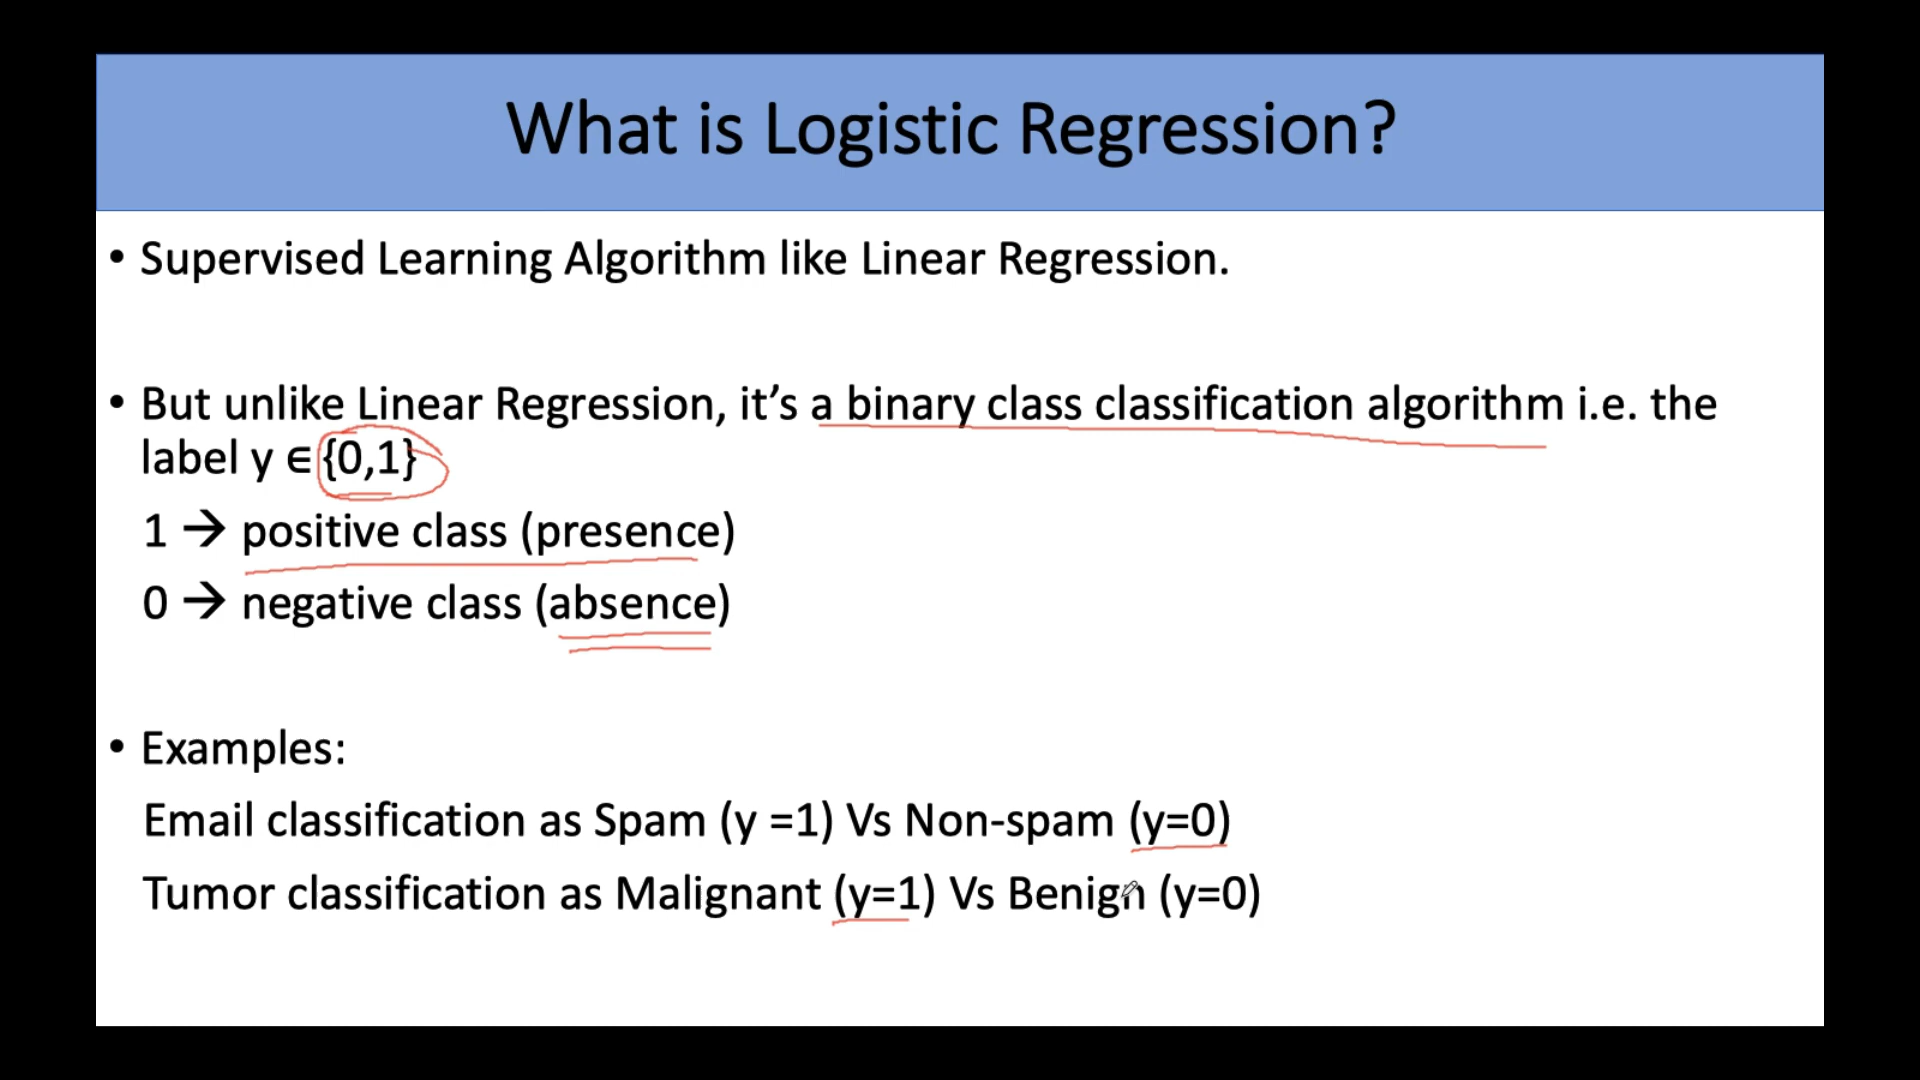 What is Logistic Regression?
• Supervised Learning Algorithm like Linear Regression.
• But unlike Linear Regression, it’s a binary class classification algorithm i.e. the
label y ∈ {0,1}
1 → positive class (presence)
0 → negative class (absence)
• Examples:
Email classification as Spam (y =1) Vs Non-spam (y=0)
Tumor classification as Malignant (y=1) Vs Benign (y=0)